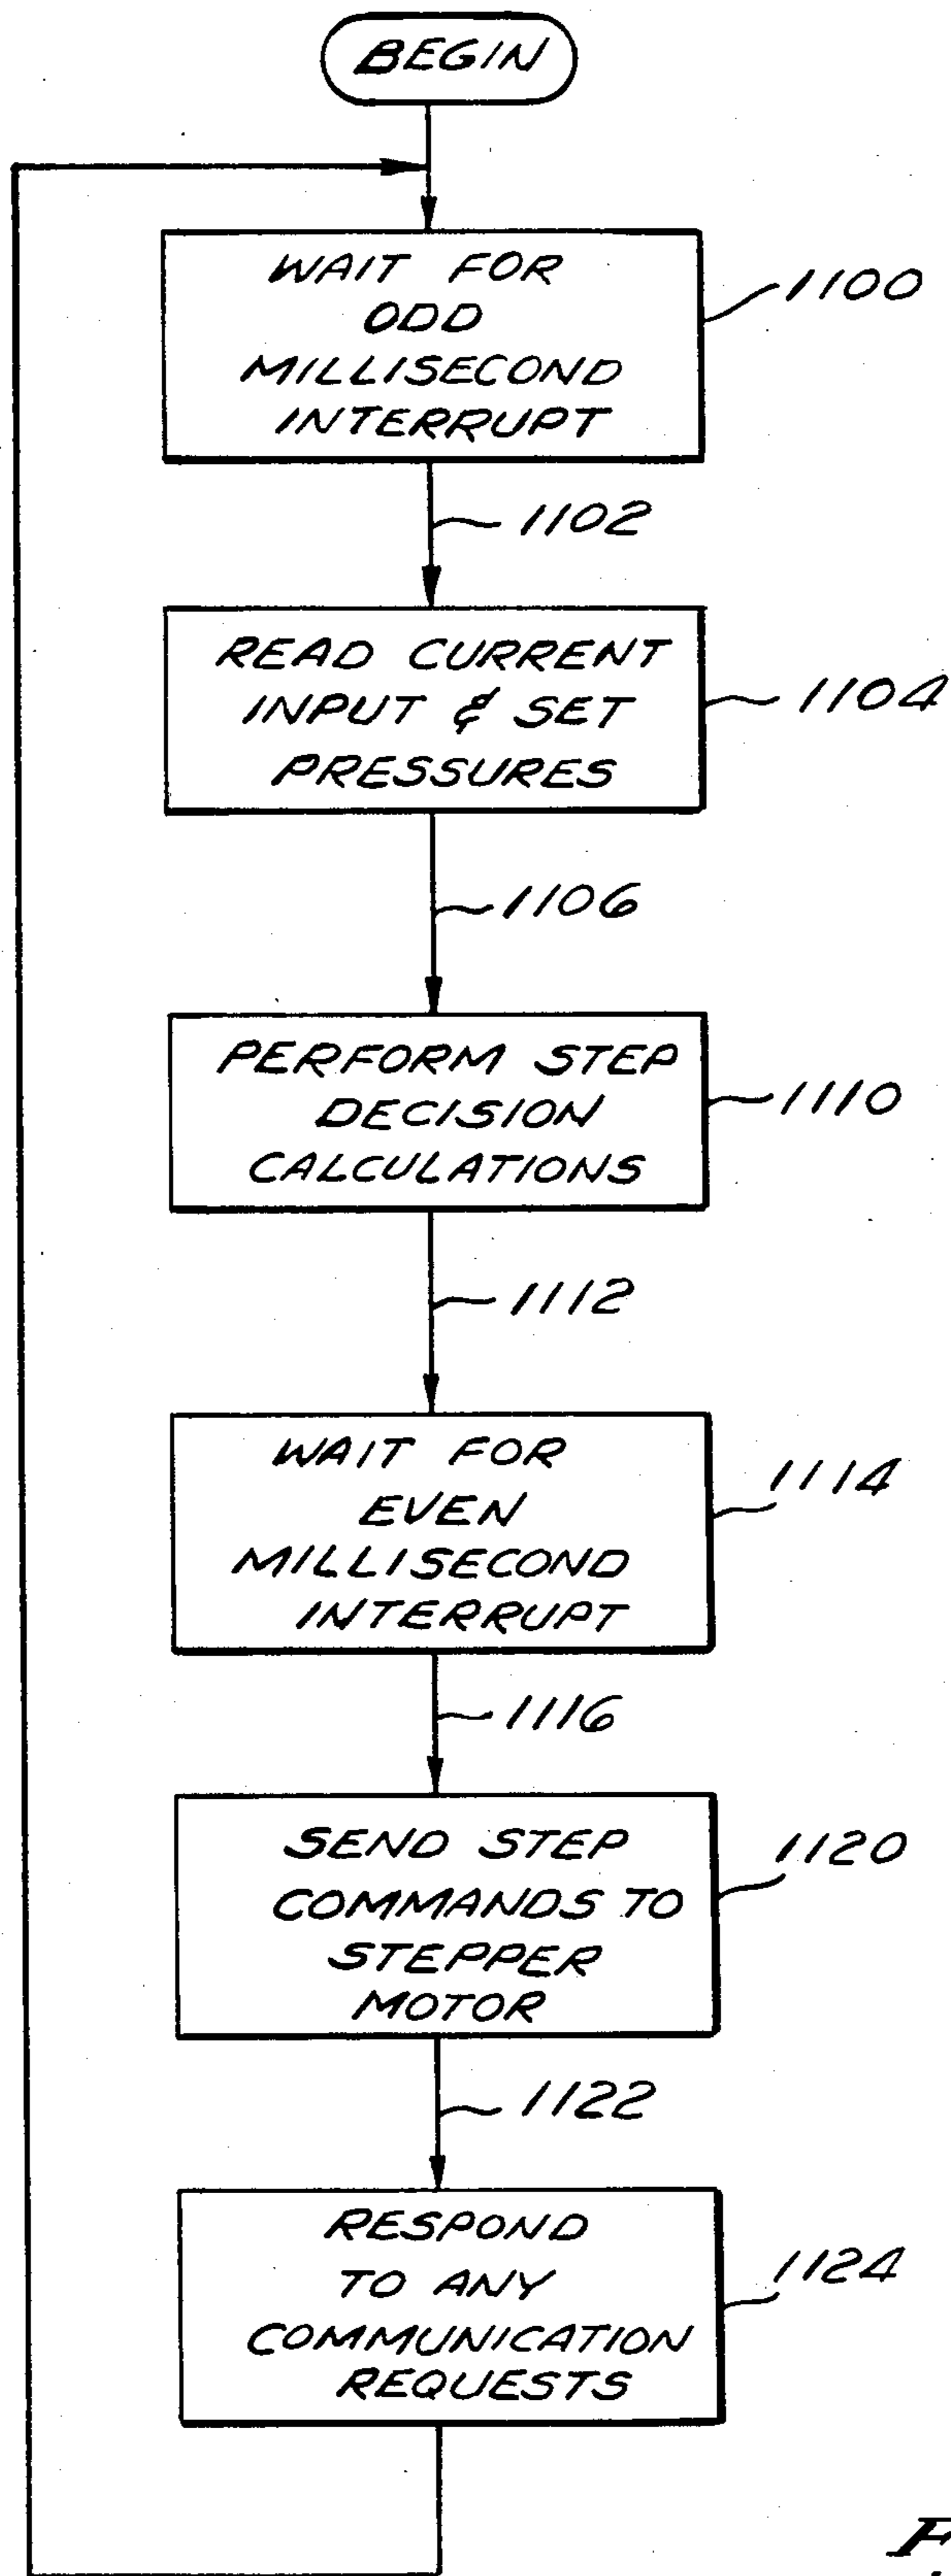 BEGIN
WAIT FOR
ODD
MILLISECOND
INTERRUPT
1100
1102
READ CURRENT
INPUT & SET
PRESSURES
1104
1106
PERFORM STEP
DECISION
CALCULATIONS
1110
1112
WAIT FOR
EVEN
MILLISECOND
INTERRUPT
1114
1116
SEND STEP
COMMANDS TO
STEPPER
MOTOR
1120
1122
RESPOND
TO ANY
COMMUNICATION
REQUESTS
1124